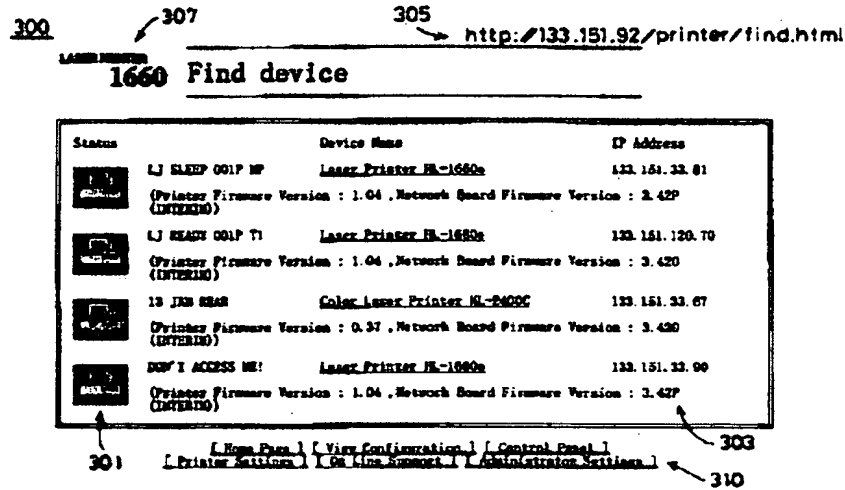 300
307
305
http://133.151.92/printer/find.html
LASER PRINTER
1660 Find device
Status Device Name IP Address
LJ SLEEP 001P MP Laser Printer HL-1660e 133.151.33.81
(Printer Firmware Version : 1.04 ,Network Board Firmware Version : 3.42P
(INTERIM))
LJ READY 001P T1 Laser Printer HL-1660e 133.151.120.70
(Printer Firmware Version : 1.04 ,Network Board Firmware Version : 3.420
(INTERIM))
13 JAM REAR Color Laser Printer HL-2400C 133.151.33.67
(Printer Firmware Version : 0.37 ,Network Board Firmware Version : 3.420
(INTERIM))
DON'T ACCESS ME! Laser Printer HL-1660e 133.151.33.90
(Printer Firmware Version : 1.04 ,Network Board Firmware Version : 3.42P
(INTERIM))
301
303
[ Home Page ] [ View Configuration ] [ Control Panel ]
[ Printer Settings ] [ On Line Support ] [ Administrator Settings ]
310